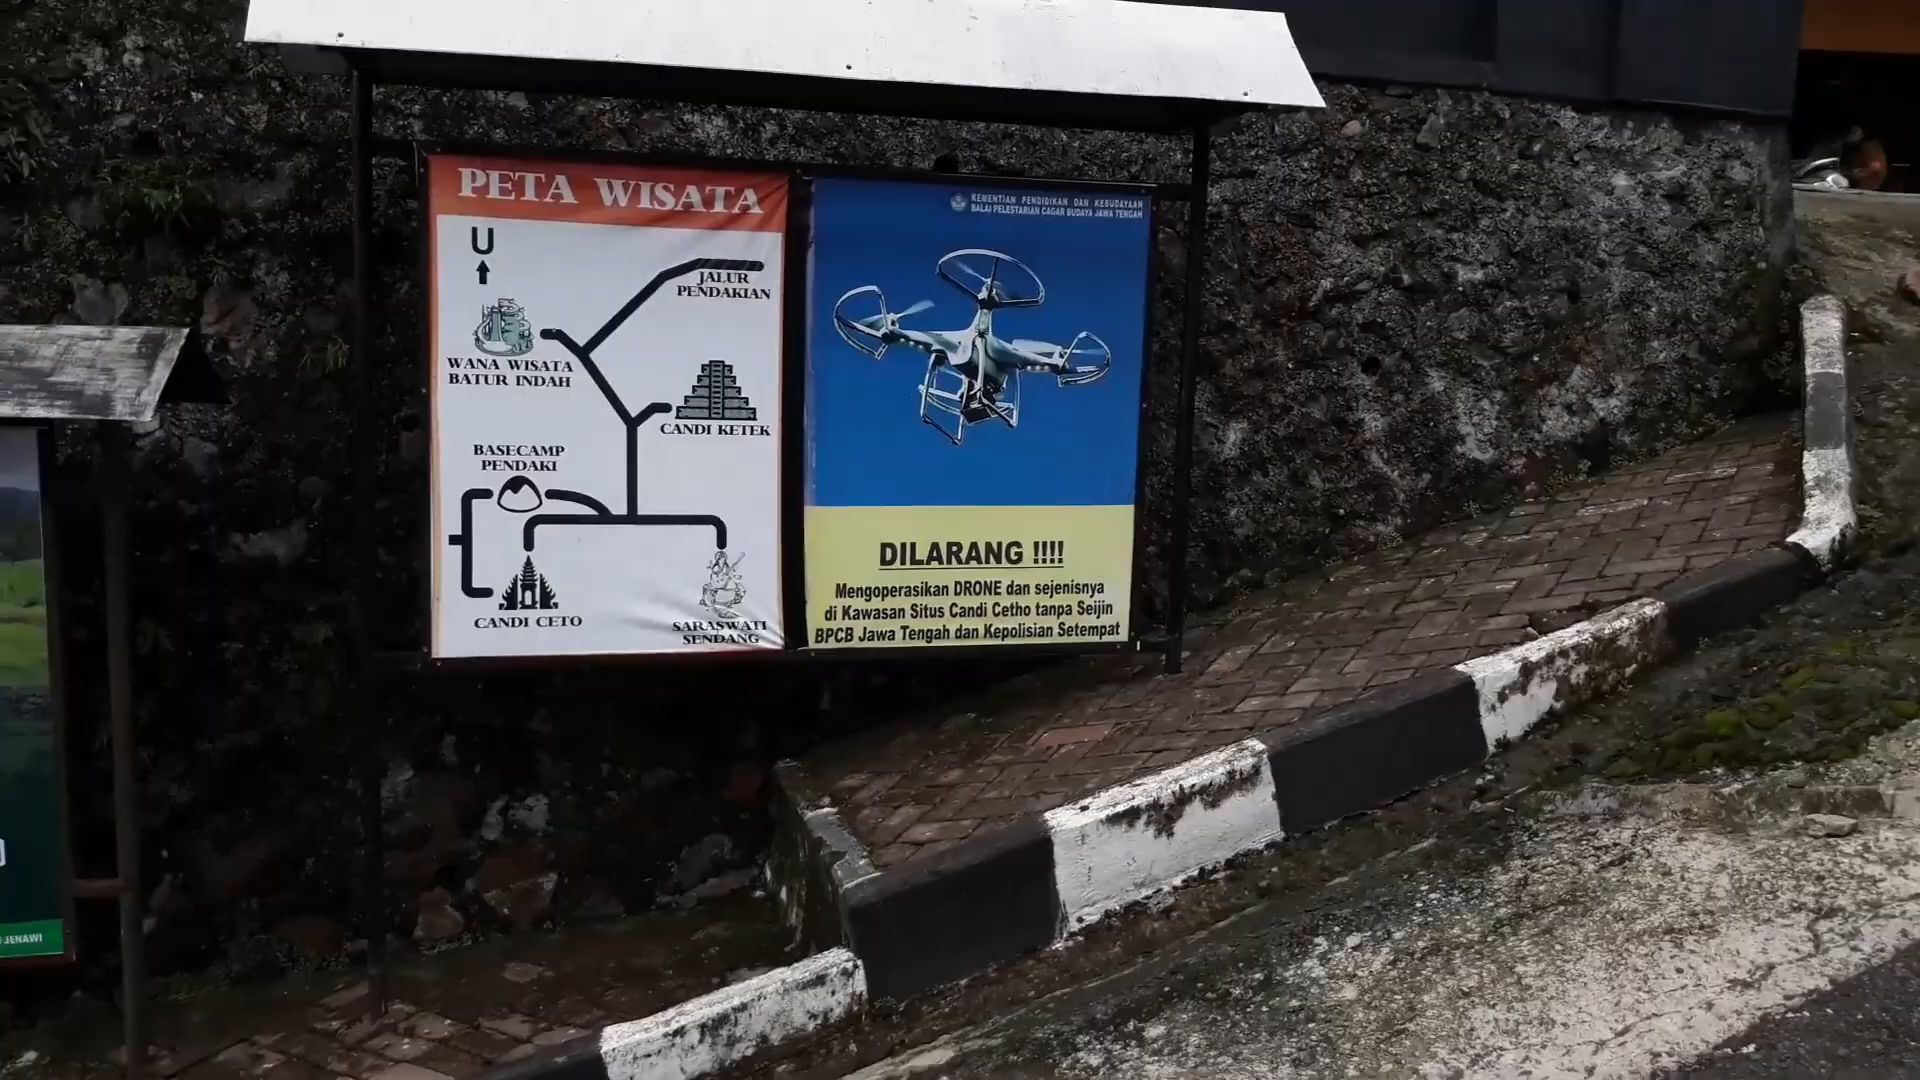 PETA WISATA
U
JALUR
PENDAKIAN
WANA WISATA
BATUR INDAH
CANDI KETEK
BASECAMP
PENDAKI
CANDI CETO
SARASWATI
SENDANG
KEMENTIAN PENDIDIKAN DAN KEBUDAYAAN
BALAI PELESTARIAN CAGAR BUDAYA JAWA TENGAH
DILARANG !!!!
Mengoperasikan DRONE dan sejenisnya
di Kawasan Situs Candi Cetho tanpa Seijin
BPCB Jawa Tengah dan Kepolisian Setempat
JENAWI